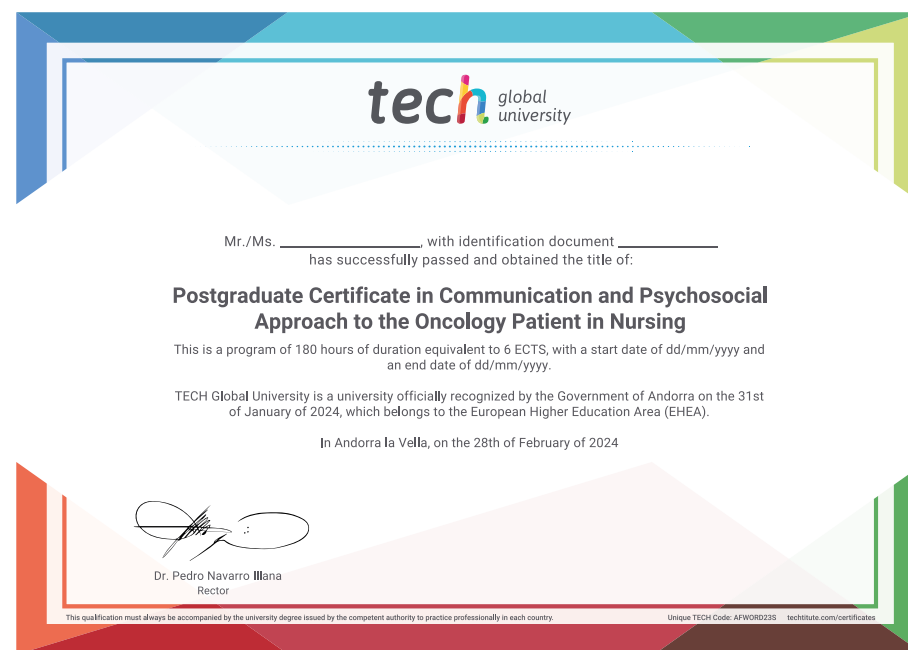 tech global
university
Mr./Ms. ____________________, with identification document ______________
has successfully passed and obtained the title of:
Postgraduate Certificate in Communication and Psychosocial
Approach to the Oncology Patient in Nursing
This is a program of 180 hours of duration equivalent to 6 ECTS, with a start date of dd/mm/yyyy and
an end date of dd/mm/yyyy.
TECH Global University is a university officially recognized by the Government of Andorra on the 31st
of January of 2024, which belongs to the European Higher Education Area (EHEA).
In Andorra la Vella, on the 28th of February of 2024
Dr. Pedro Navarro Illana
Rector
This qualification must always be accompanied by the university degree issued by the competent authority to practice professionally in each country. Unique TECH Code: AFWORD23S techtitute.com/certificates